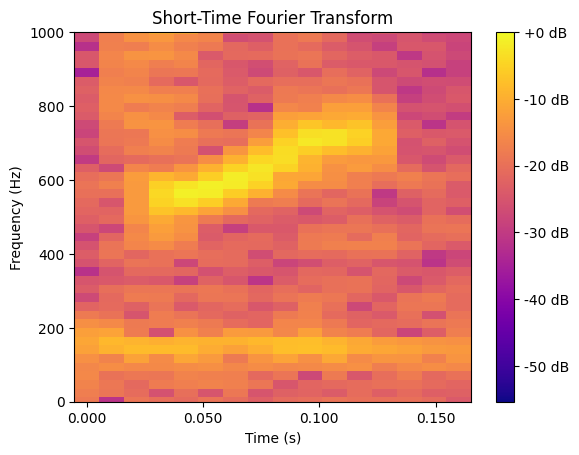 Short-Time Fourier Transform
Frequency (Hz)
1000
800
600
400
200
0
0.000
0.050
0.100
0.150
Time (s)
+0 dB
-10 dB
-20 dB
-30 dB
-40 dB
-50 dB